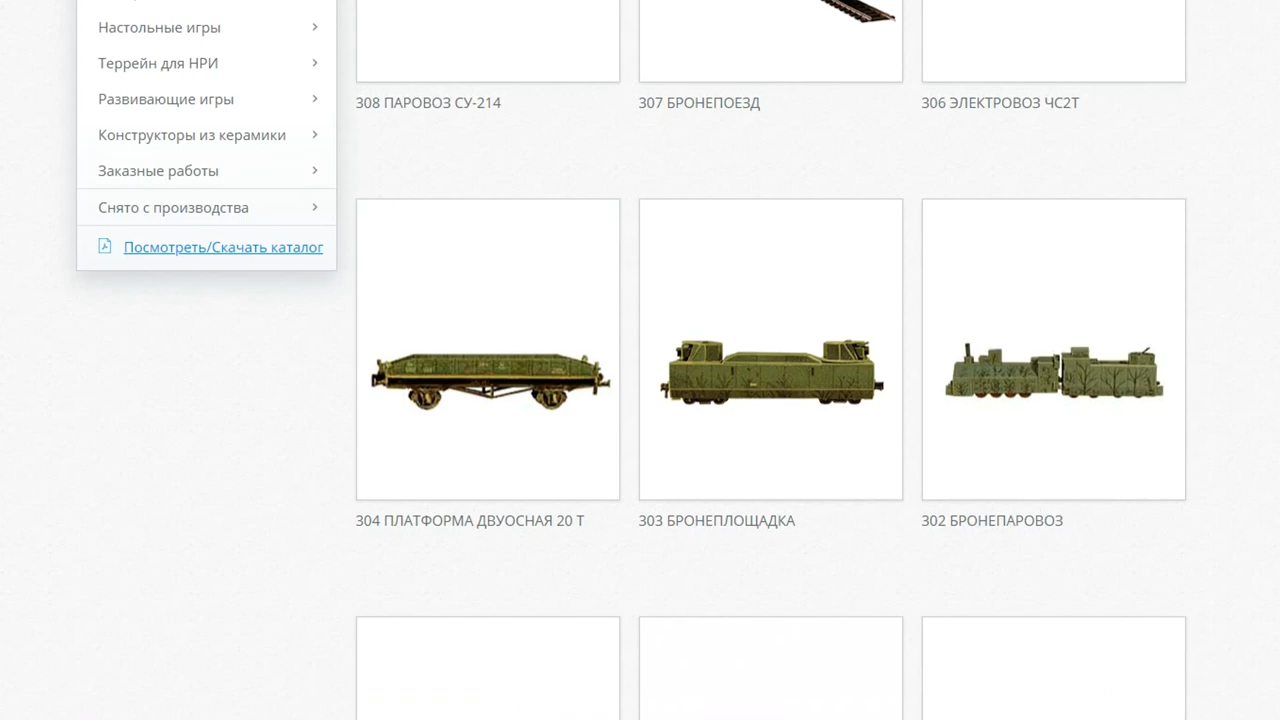 Настольные игры
Террейн для НРИ
Развивающие игры
Конструкторы из керамики
Заказные работы
Снято с производства
Посмотреть/Скачать каталог
308 ПАРОВОЗ СУ-214
307 БРОНЕПОЕЗД
306 ЭЛЕКТРОВОЗ ЧС2Т
304 ПЛАТФОРМА ДВУОСНАЯ 20 Т
303 БРОНЕПЛОЩАДКА
302 БРОНЕПАРОВОЗ